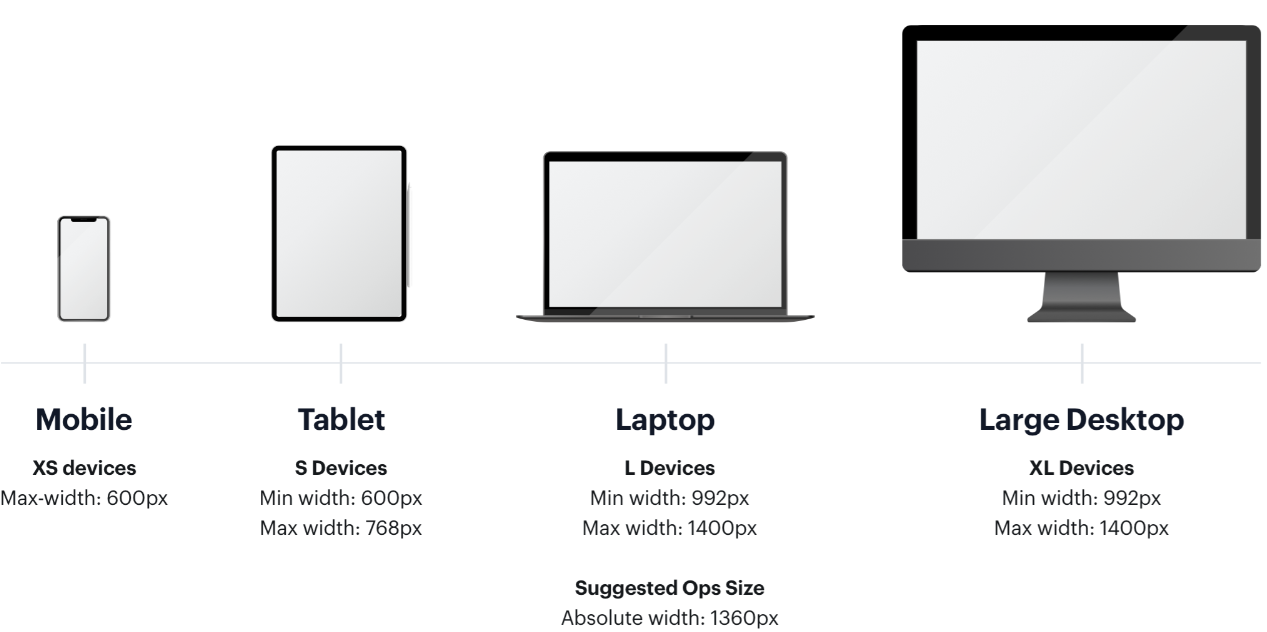 Mobile
XS devices
Max-width: 600px
Tablet
S Devices
Min width: 600px
Max width: 768px
Laptop
L Devices
Min width: 992px
Max width: 1400px
Suggested Ops Size
Absolute width: 1360px
Large Desktop
XL Devices
Min width: 992px
Max width: 1400px